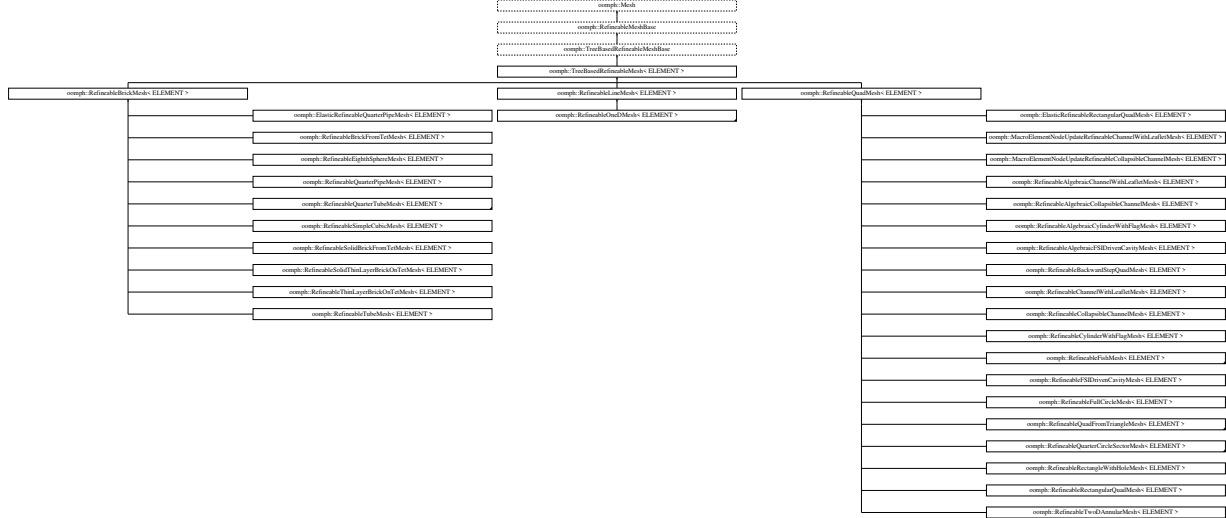 oomph::Mesh
oomph::RefineableMeshBase
oomph::TreeBasedRefineableMeshBase
oomph::TreeBasedRefineableMesh< ELEMENT >
oomph::RefineableBrickMesh< ELEMENT >
oomph::RefineableLineMesh< ELEMENT >
oomph::RefineableQuadMesh< ELEMENT >
oomph::ElasticRefineableQuarterPipeMesh< ELEMENT >
oomph::RefineableBrickFromTetMesh< ELEMENT >
oomph::RefineableEighthSphereMesh< ELEMENT >
oomph::RefineableQuarterPipeMesh< ELEMENT >
oomph::RefineableQuarterTubeMesh< ELEMENT >
oomph::RefineableSimpleCubicMesh< ELEMENT >
oomph::RefineableSolidBrickFromTetMesh< ELEMENT >
oomph::RefineableSolidThinLayerBrickOnTetMesh< ELEMENT >
oomph::RefineableThinLayerBrickOnTetMesh< ELEMENT >
oomph::RefineableTubeMesh< ELEMENT >
oomph::RefineableOneDMesh< ELEMENT >
oomph::ElasticRefineableRectangularQuadMesh< ELEMENT >
oomph::MacroElementNodeUpdateRefineableChannelWithLeafletMesh< ELEMENT >
oomph::MacroElementNodeUpdateRefineableCollapsibleChannelMesh< ELEMENT >
oomph::RefineableAlgebraicChannelWithLeafletMesh< ELEMENT >
oomph::RefineableAlgebraicCollapsibleChannelMesh< ELEMENT >
oomph::RefineableAlgebraicCylinderWithFlagMesh< ELEMENT >
oomph::RefineableAlgebraicFSIDrivenCavityMesh< ELEMENT >
oomph::RefineableBackwardStepQuadMesh< ELEMENT >
oomph::RefineableChannelWithLeafletMesh< ELEMENT >
oomph::RefineableCollapsibleChannelMesh< ELEMENT >
oomph::RefineableCylinderWithFlagMesh< ELEMENT >
oomph::RefineableFishMesh< ELEMENT >
oomph::RefineableFSIDrivenCavityMesh< ELEMENT >
oomph::RefineableFullCircleMesh< ELEMENT >
oomph::RefineableQuadFromTriangleMesh< ELEMENT >
oomph::RefineableQuarterCircleSectorMesh< ELEMENT >
oomph::RefineableRectangleWithHoleMesh< ELEMENT >
oomph::RefineableRectangularQuadMesh< ELEMENT >
oomph::RefineableTwoDAnnularMesh< ELEMENT >